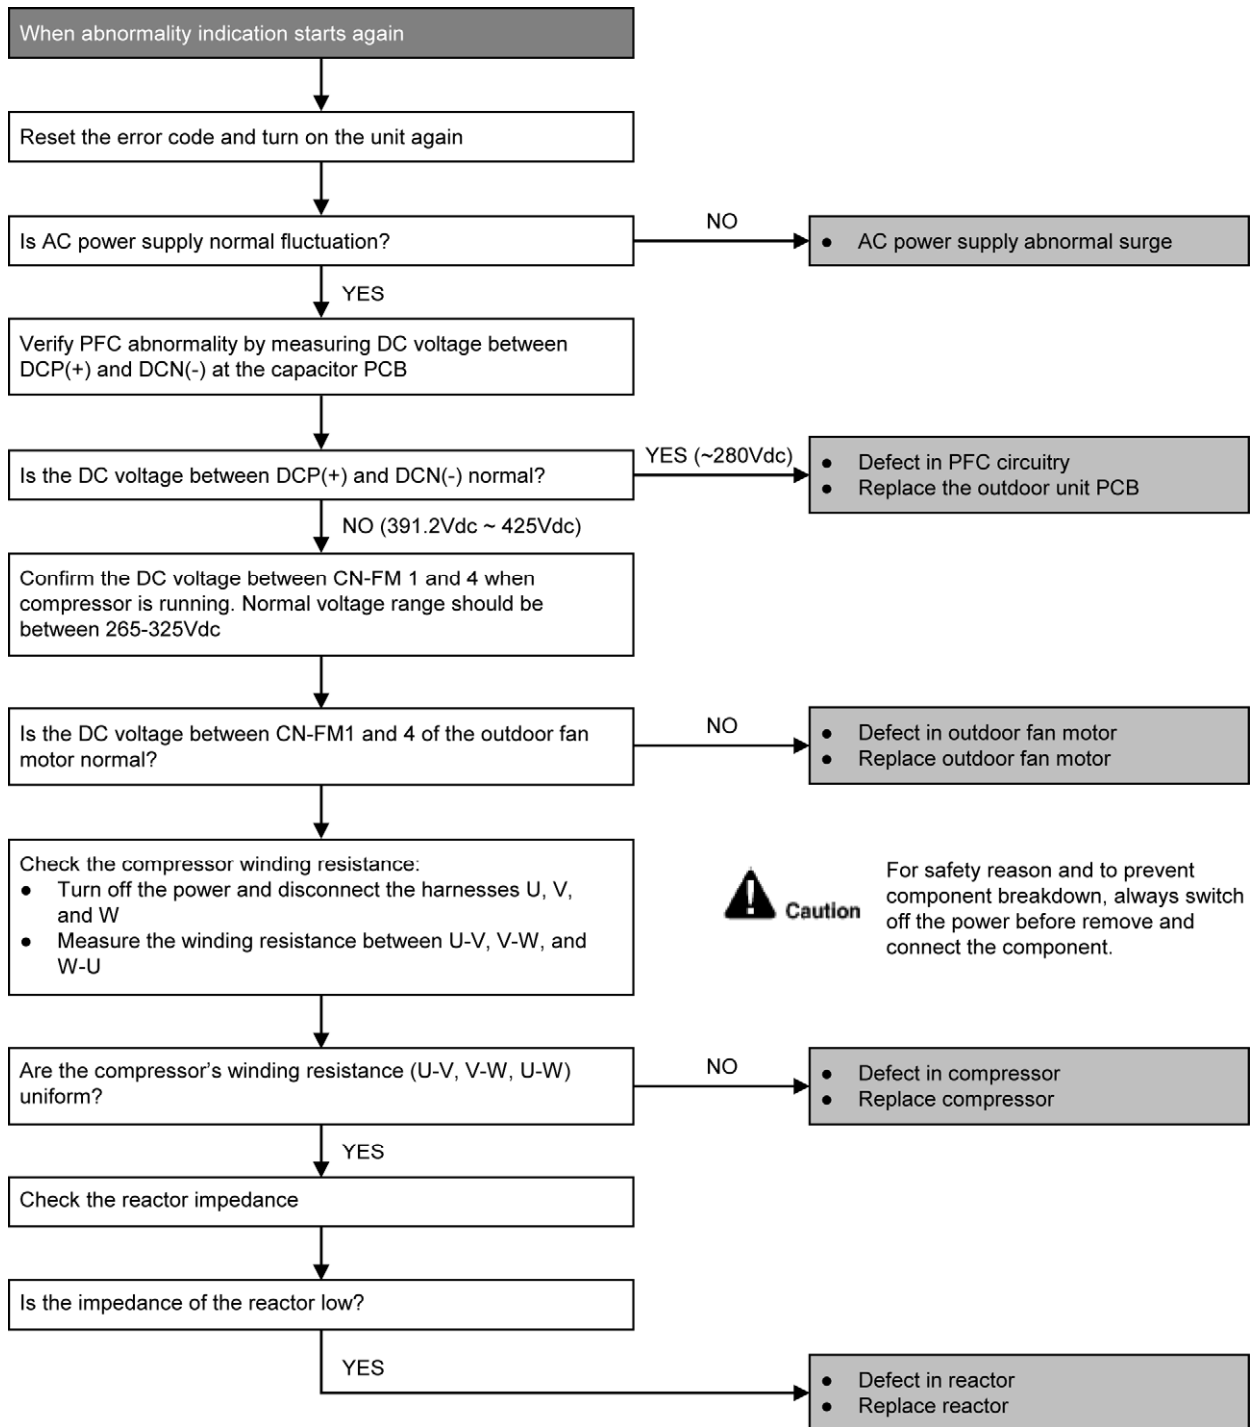 When abnormality indication starts again
Reset the error code and turn on the unit again
Is AC power supply normal fluctuation?
NO
● AC power supply abnormal surge
YES
Verify PFC abnormality by measuring DC voltage between
DCP(+) and DCN(-) at the capacitor PCB
Is the DC voltage between DCP(+) and DCN(-) normal?
YES (~280Vdc)
● Defect in PFC circuitry
● Replace the outdoor unit PCB
NO (391.2Vdc ~ 425Vdc)
Confirm the DC voltage between CN-FM 1 and 4 when
compressor is running. Normal voltage range should be
between 265-325Vdc
Is the DC voltage between CN-FM1 and 4 of the outdoor fan
motor normal?
NO
● Defect in outdoor fan motor
● Replace outdoor fan motor
Check the compressor winding resistance:
● Turn off the power and disconnect the harnesses U, V,
and W
● Measure the winding resistance between U-V, V-W, and
W-U
Caution
For safety reason and to prevent
component breakdown, always switch
off the power before remove and
connect the component.
Are the compressor’s winding resistance (U-V, V-W, U-W)
uniform?
NO
● Defect in compressor
● Replace compressor
YES
Check the reactor impedance
Is the impedance of the reactor low?
YES
● Defect in reactor
● Replace reactor